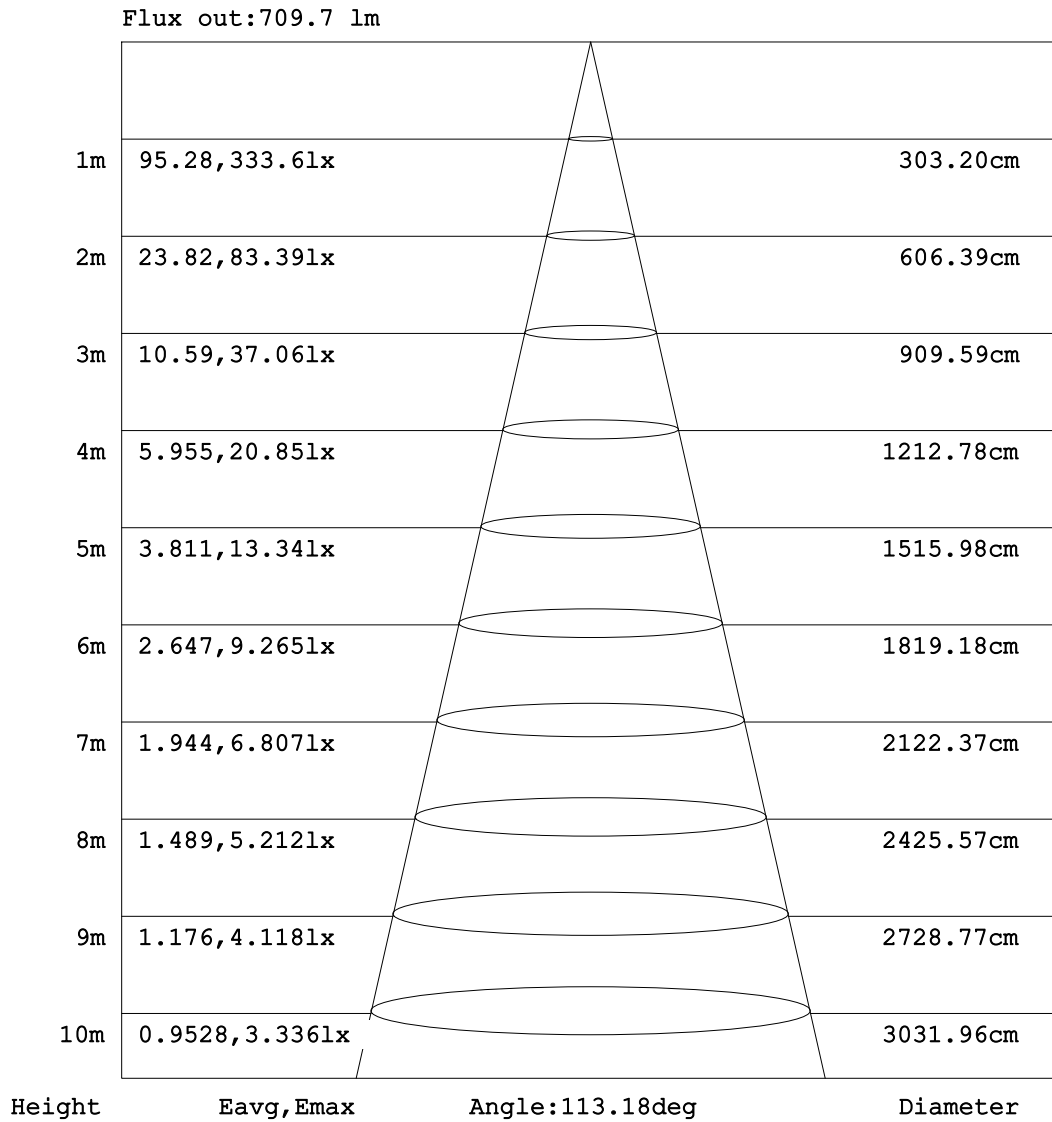 Flux out:709.7 lm
1m 95.28,333.6lx 303.20cm
2m 23.82,83.39lx 606.39cm
3m 10.59,37.06lx 909.59cm
4m 5.955,20.85lx 1212.78cm
5m 3.811,13.34lx 1515.98cm
6m 2.647,9.265lx 1819.18cm
7m 1.944,6.807lx 2122.37cm
8m 1.489,5.212lx 2425.57cm
9m 1.176,4.118lx 2728.77cm
10m 0.9528,3.336lx 3031.96cm
Height Eavg,Emax Angle:113.18deg Diameter